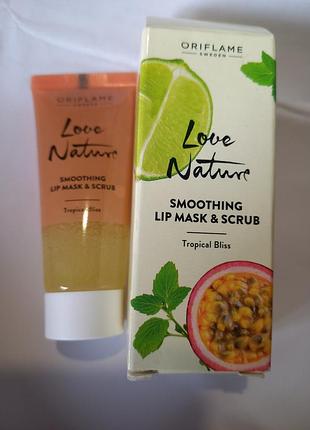 ORIFLAME
SWEDEN
Love
Nature
SMOOTHING
LIP MASK & SCRUB
Tropical Bliss
ORIFLAME
SWEDEN
Love
Nature
SMOOTHING
LIP MASK & SCRUB
Tropical Bliss